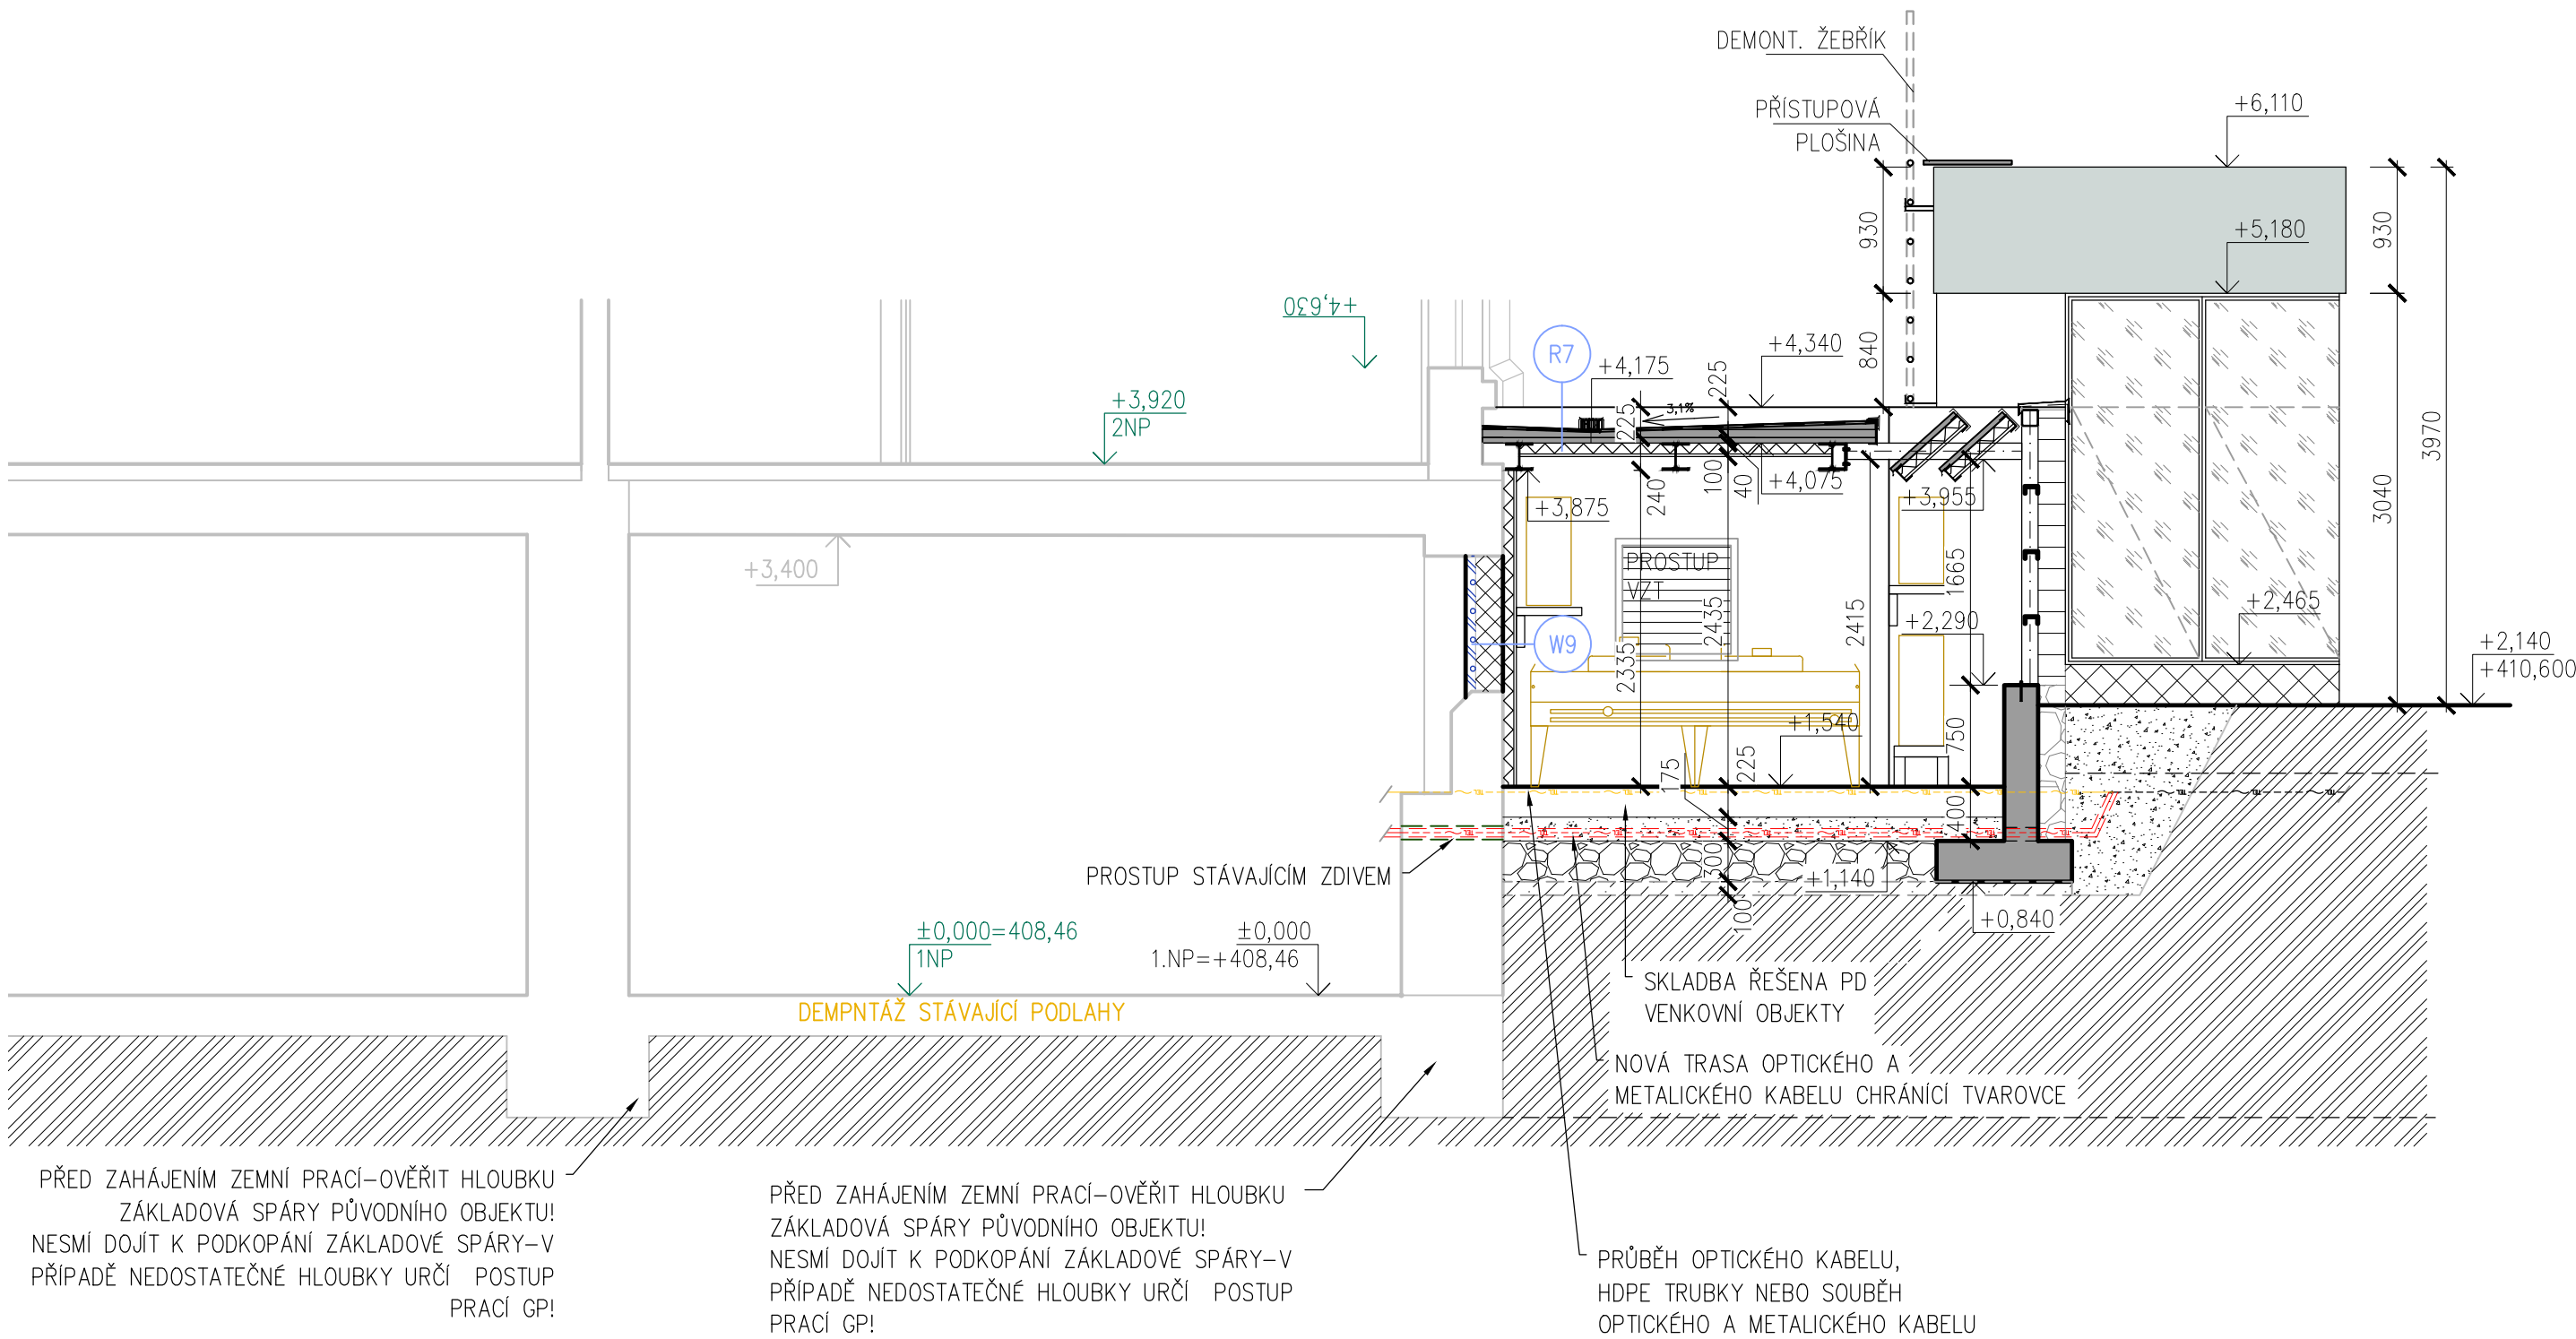 DEMONT. ŽEBŘÍK
PŘÍSTUPOVÁ
PLOŠINA
+6,110
930
+5,180
930
3970
3040
840
+4,630
R7
+4,175
+4,340
225
225
3,1%
+3,920
2NP
+3,400
+3,875
240
100
40
+4,075
+3,955
PROSTUP
VZT
1665
2435
2415
2335
W9
+2,290
+2,465
+2,140
+410,600
+1,540
750
175
225
400
300
+1,140
100
+0,840
PROSTUP STÁVAJÍCÍM ZDIVEM
±0,000=408,46
1NP
±0,000
1.NP=+408,46
DEMPNTÁŽ STÁVAJÍCÍ PODLAHY
SKLADBA ŘEŠENA PD
VENKOVNÍ OBJEKTY
NOVÁ TRASA OPTICKÉHO A
METALICKÉHO KABELU CHRÁNÍCÍ TVAROVCE
PŘED ZAHÁJENÍM ZEMNÍ PRACÍ-OVĚŘIT HLOUBKU
ZÁKLADOVÁ SPÁRY PŮVODNÍHO OBJEKTU!
NESMÍ DOJÍT K PODKOPÁNÍ ZÁKLADOVÉ SPÁRY-V
PŘÍPADĚ NEDOSTATEČNÉ HLOUBKY URČÍ POSTUP
PRACÍ GP!
PŘED ZAHÁJENÍM ZEMNÍ PRACÍ-OVĚŘIT HLOUBKU
ZÁKLADOVÁ SPÁRY PŮVODNÍHO OBJEKTU!
NESMÍ DOJÍT K PODKOPÁNÍ ZÁKLADOVÉ SPÁRY-V
PŘÍPADĚ NEDOSTATEČNÉ HLOUBKY URČÍ POSTUP
PRACÍ GP!
PRŮBĚH OPTICKÉHO KABELU,
HDPE TRUBKY NEBO SOUBĚH
OPTICKÉHO A METALICKÉHO KABELU